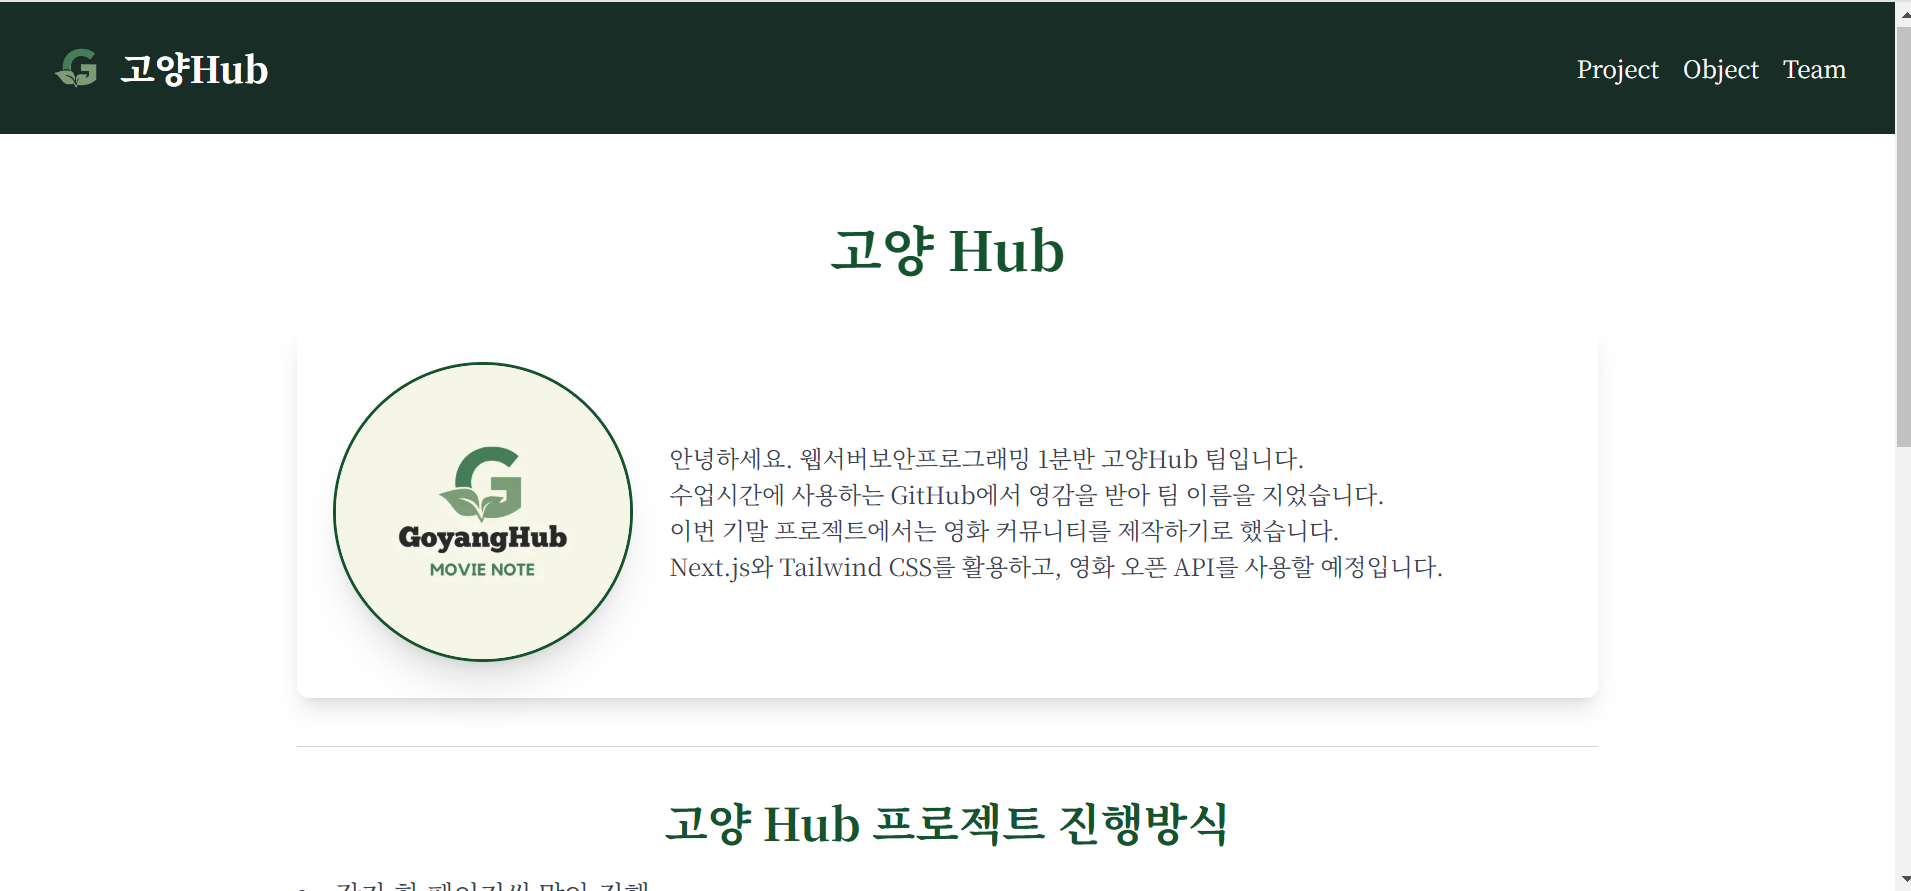 고양Hub
Project Object Team
고양 Hub
GoyangHub
MOVIE NOTE
안녕하세요. 웹서버보안프로그래밍 1분반 고양Hub 팀입니다.
수업시간에 사용하는 GitHub에서 영감을 받아 팀 이름을 지었습니다.
이번 기말 프로젝트에서는 영화 커뮤니티를 제작하기로 했습니다.
Next.js와 Tailwind CSS를 활용하고, 영화 오픈 API를 사용할 예정입니다.
고양 Hub 프로젝트 진행방식